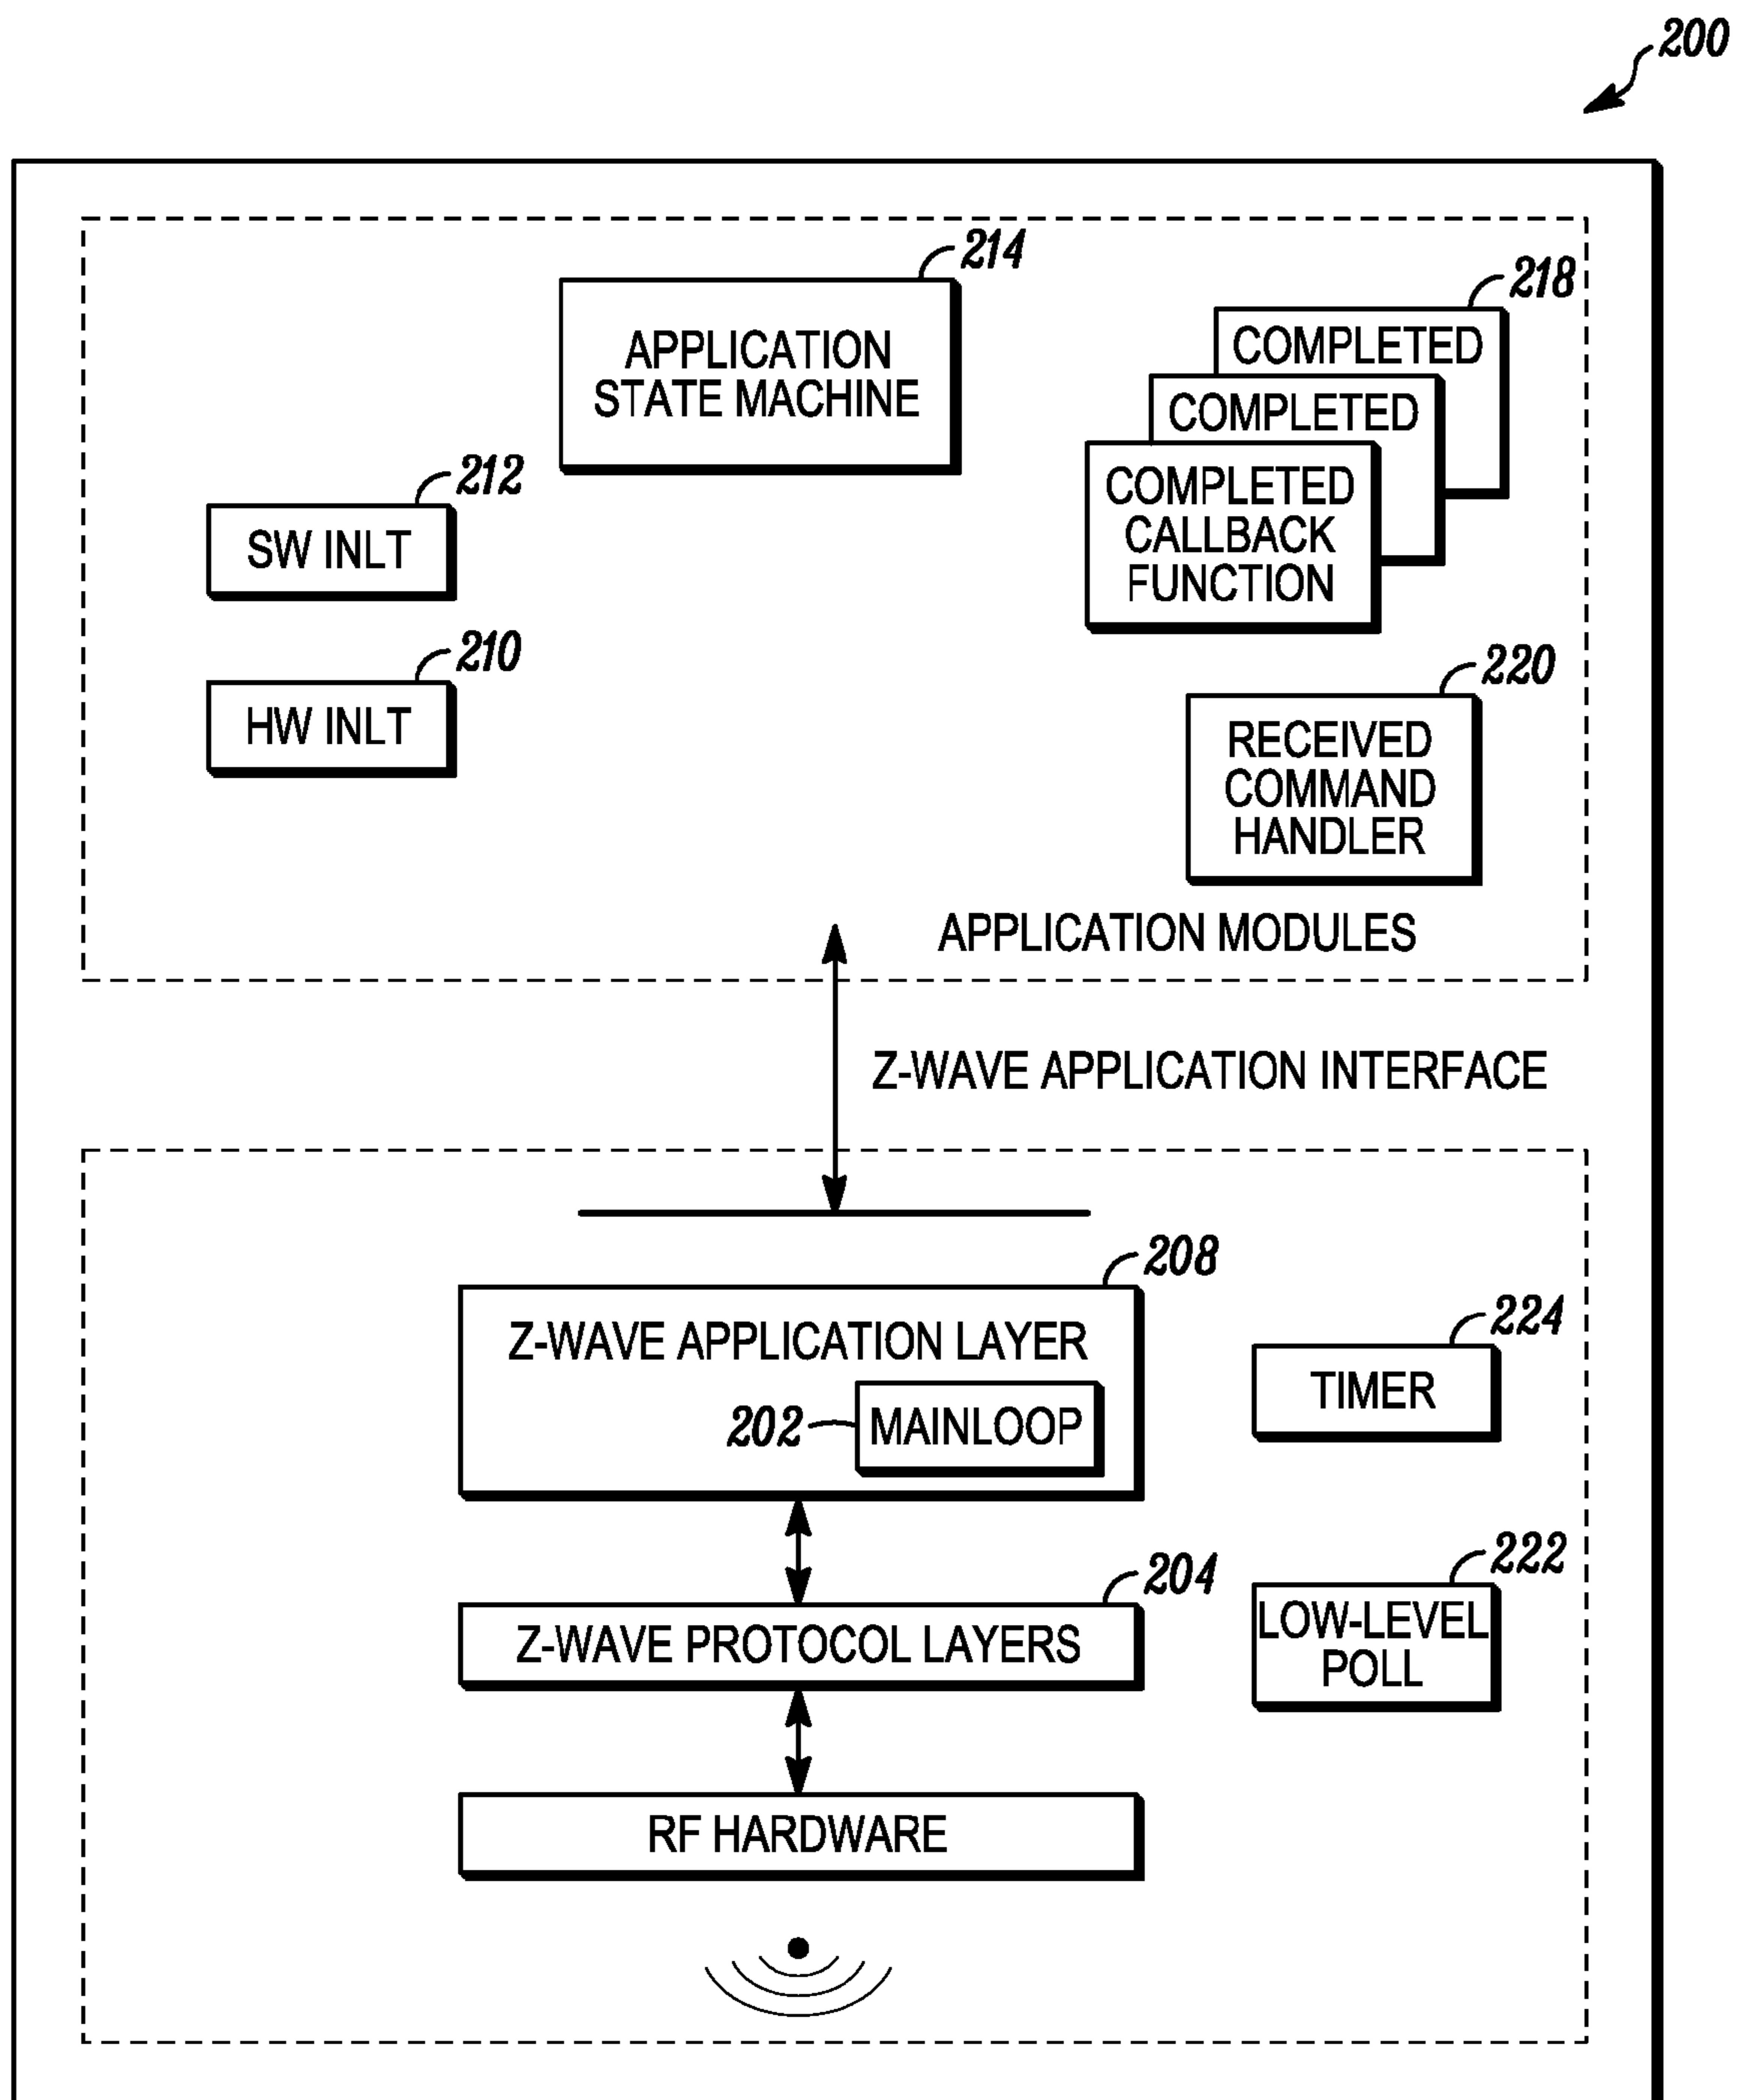 200
214
APPLICATION
STATE MACHINE
218
COMPLETED
COMPLETED
COMPLETED
CALLBACK
FUNCTION
212
SW INLT
210
HW INLT
220
RECEIVED
COMMAND
HANDLER
APPLICATION MODULES
Z-WAVE APPLICATION INTERFACE
208
Z-WAVE APPLICATION LAYER
202
MAINLOOP
224
TIMER
204
Z-WAVE PROTOCOL LAYERS
222
LOW-LEVEL
POLL
RF HARDWARE